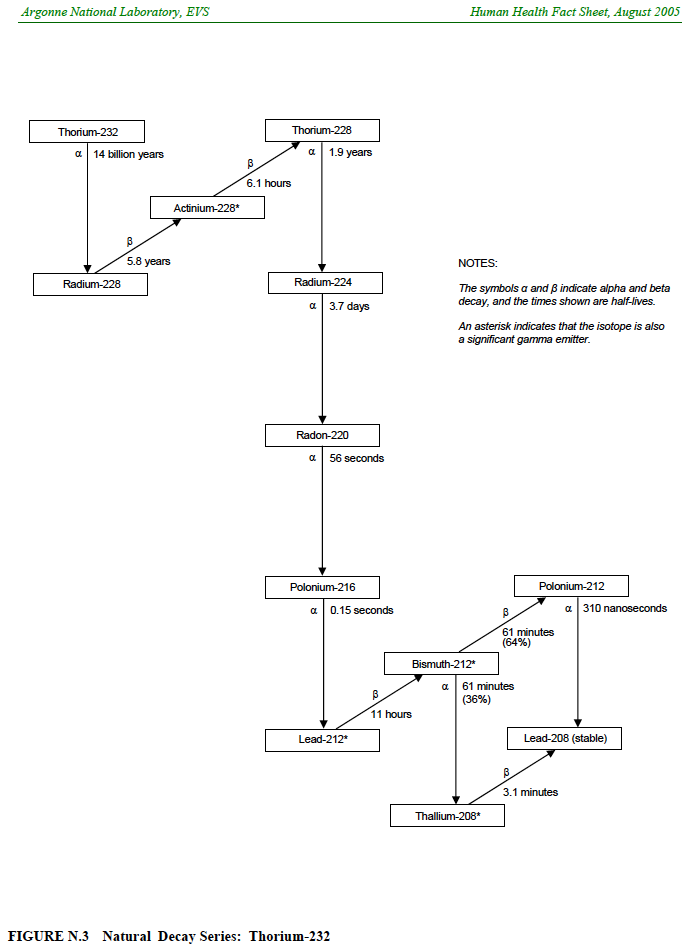 Argonne National Laboratory, EVS
Human Health Fact Sheet, August 2005
Thorium-232
Thorium-228
α 14 billion years
β
6.1 hours
α 1.9 years
Actinium-228*
β
5.8 years
Radium-228
Radium-224
α 3.7 days
NOTES:
The symbols α and β indicate alpha and beta
decay, and the times shown are half-lives.
An asterisk indicates that the isotope is also
a significant gamma emitter.
Radon-220
α 56 seconds
Polonium-216
α 0.15 seconds
Polonium-212
β
61 minutes
(64%)
α 310 nanoseconds
Bismuth-212*
β
11 hours
α 61 minutes
(36%)
Lead-212*
Lead-208 (stable)
β
3.1 minutes
Thallium-208*
FIGURE N.3 Natural Decay Series: Thorium-232